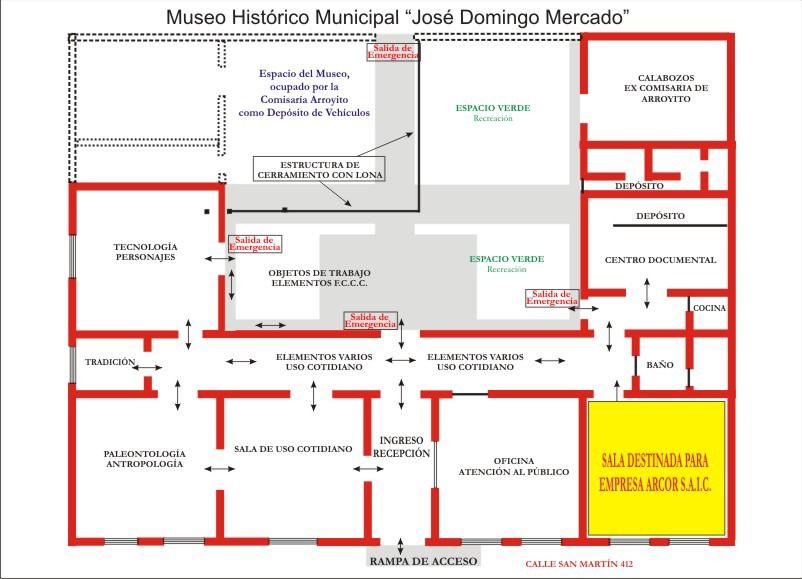 Museo Histórico Municipal “José Domingo Mercado”
Salida de
Emergencia
Espacio del Museo,
ocupado por la
Comisaría Arroyito
como Depósito de Vehículos
ESPACIO VERDE
Recreación
CALABOZOS
EX COMISARIA DE
ARROYITO
ESTRUCTURA DE
CERRAMIENTO CON LONA
DEPÓSITO
DEPÓSITO
TECNOLOGÍA
PERSONAJES
Salida de
Emergencia
OBJETOS DE TRABAJO
ELEMENTOS F.C.C.C.
ESPACIO VERDE
Recreación
CENTRO DOCUMENTAL
Salida de
Emergencia
COCINA
Salida de
Emergencia
TRADICIÓN
ELEMENTOS VARIOS
USO COTIDIANO
ELEMENTOS VARIOS
USO COTIDIANO
BAÑO
PALEONTOLOGÍA
ANTROPOLOGÍA
SALA DE USO COTIDIANO
INGRESO
RECEPCIÓN
OFICINA
ATENCIÓN AL PÚBLICO
SALA DESTINADA PARA
EMPRESA ARCOR S.A.I.C.
RAMPA DE ACCESO
CALLE SAN MARTÍN 412